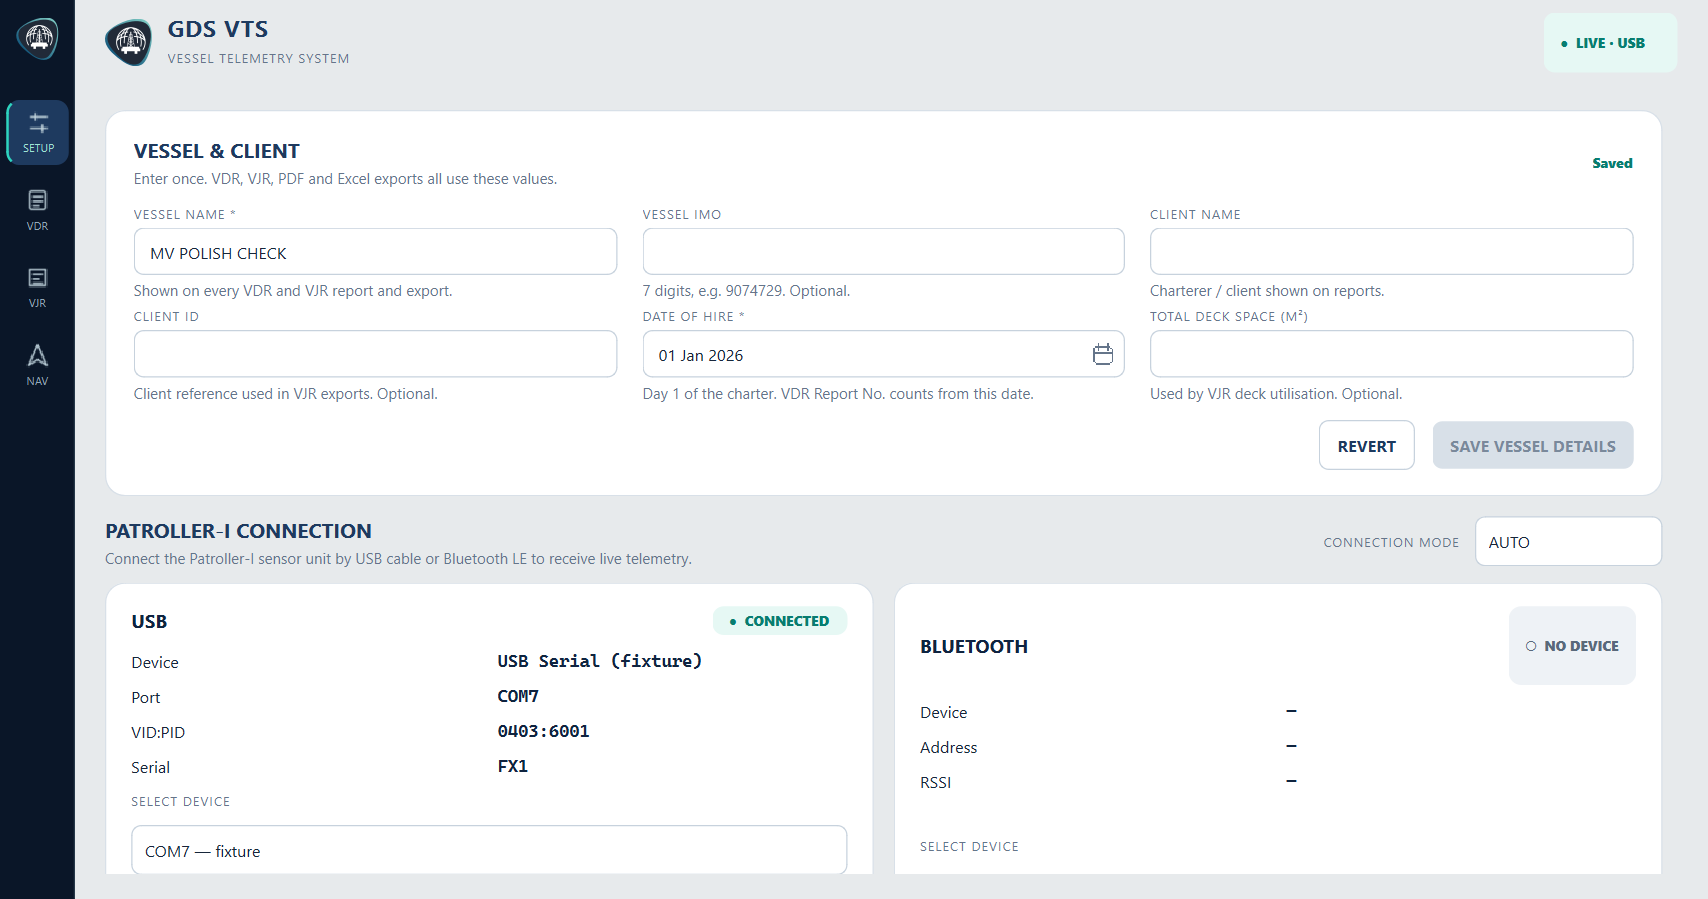 GDS VTS
VESSEL TELEMETRY SYSTEM
● LIVE · USB
SETUP
VDR
VJR
NAV
VESSEL & CLIENT
Enter once. VDR, VJR, PDF and Excel exports all use these values.
Saved
VESSEL NAME *
VESSEL IMO
CLIENT NAME
MV POLISH CHECK
Shown on every VDR and VJR report and export.
7 digits, e.g. 9074729. Optional.
Charterer / client shown on reports.
CLIENT ID
DATE OF HIRE *
TOTAL DECK SPACE (M²)
01 Jan 2026
Client reference used in VJR exports. Optional.
Day 1 of the charter. VDR Report No. counts from this date.
Used by VJR deck utilisation. Optional.
REVERT
SAVE VESSEL DETAILS
PATROLLER-I CONNECTION
Connect the Patroller-I sensor unit by USB cable or Bluetooth LE to receive live telemetry.
CONNECTION MODE
AUTO
USB
● CONNECTED
Device
USB Serial (fixture)
Port
COM7
VID:PID
0403:6001
Serial
FX1
SELECT DEVICE
COM7 — fixture
BLUETOOTH
○ NO DEVICE
Device
–
Address
–
RSSI
–
SELECT DEVICE